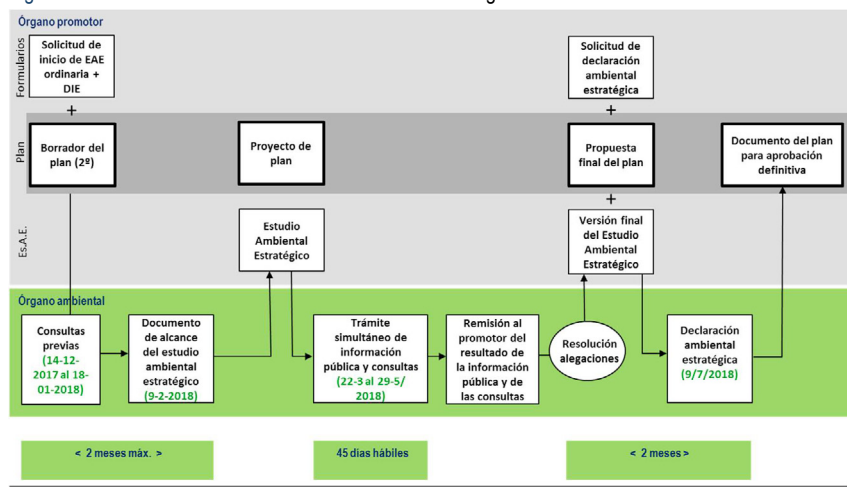 Órgano promotor
Formularios
Solicitud de
inicio de EAE
ordinaria +
DIE
Solicitud de
declaración
ambiental
estratégica
+
+
Plan
Borrador del
plan (2º)
Proyecto de
plan
Propuesta
final del plan
Documento del plan
para aprobación
definitiva
+
Es.A.E.
Estudio
Ambiental
Estratégico
Versión final
del Estudio
Ambiental
Estratégico
Órgano ambiental
Consultas
previas
(14-12-
2017 al 18-
01-2018)
Documento
de alcance
del estudio
ambiental
estratégico
(9-2-2018)
Trámite
simultáneo de
información
pública y consultas
(22-3 al 29-5/
2018)
Remisión al
promotor del
resultado de
la información
pública y de
las consultas
Resolución
alegaciones
Declaración
ambiental
estratégica
(9/7/2018)
< 2 meses máx. >
45 días hábiles
< 2 meses >